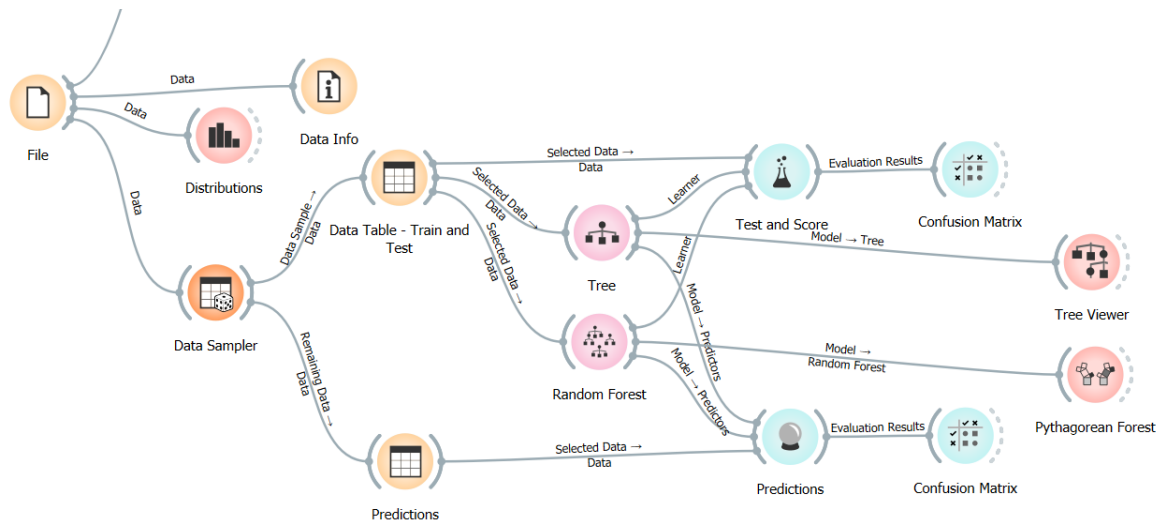 Data
Data
Data
File
Data Info
Distributions
Data Sample →
Data
Data Table - Train and
Test
Selected Data →
Data
Selected Data →
Data
Selected Data →
Data
Data Sampler
Remaining Data →
Data
Tree
Random Forest
Learner
Learner
Test and Score
Evaluation Results
Confusion Matrix
Model → Tree
Tree Viewer
Model → Predictors
Model → Predictors
Model →
Random Forest
Pythagorean Forest
Predictions
Selected Data →
Data
Predictions
Evaluation Results
Confusion Matrix